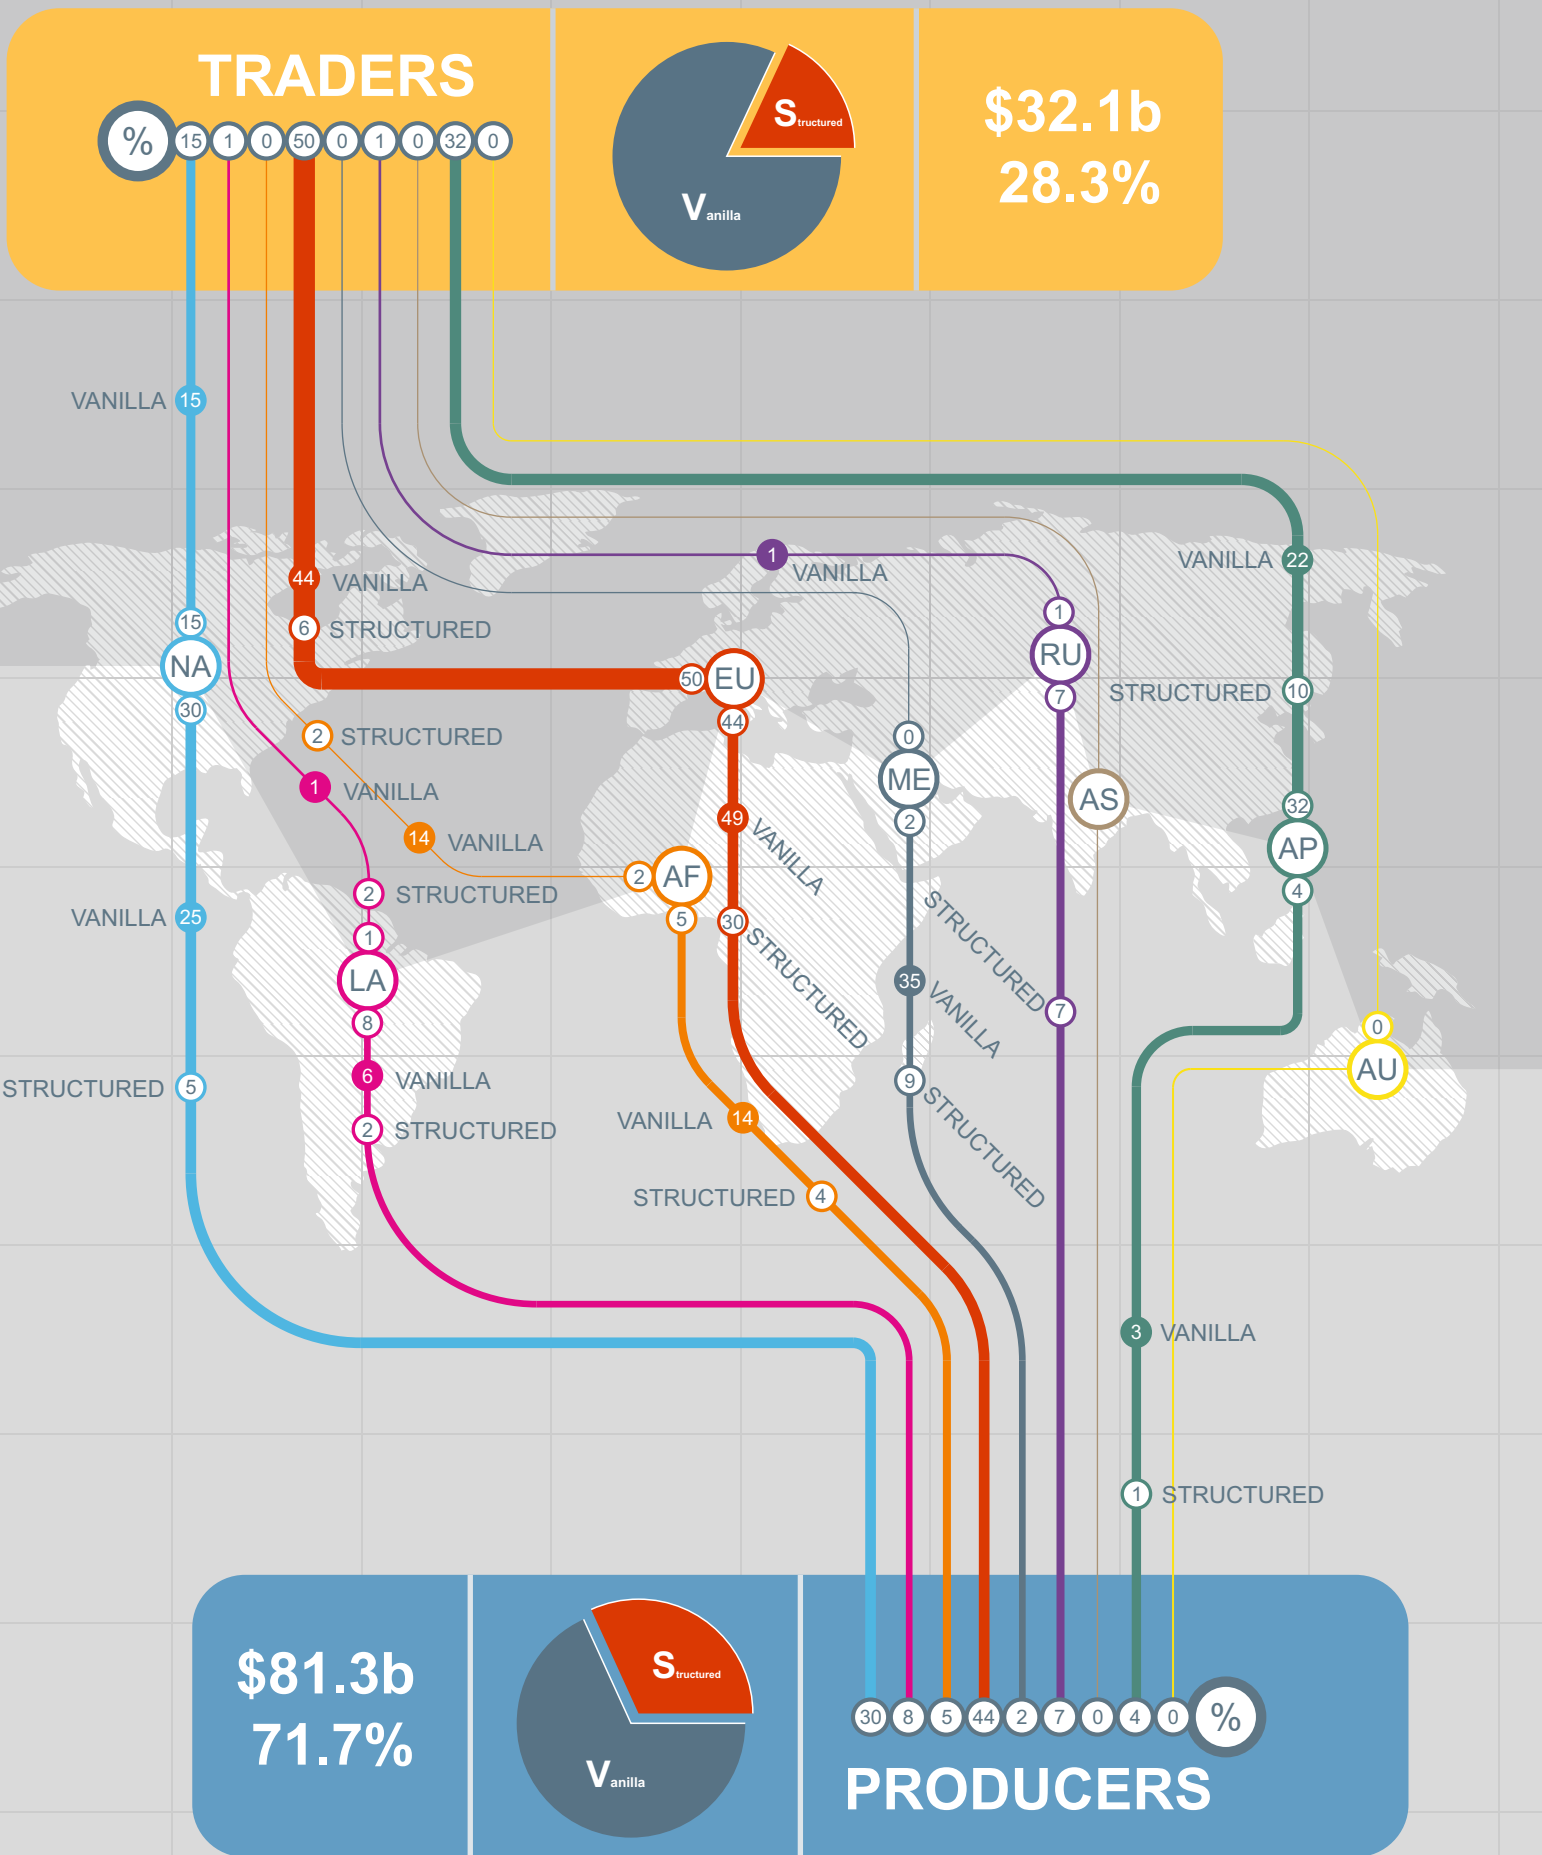 TRADERS
% 15 1 0 50 0 1 0 32 0
Structured
Vanilla
$32.1b
28.3%
VANILLA 15
1
VANILLA
VANILLA 22
44 VANILLA
15
6 STRUCTURED
1
NA
50 EU
RU
STRUCTURED 10
30
44
7
2 STRUCTURED
0
ME
AS
1 VANILLA
32
49 VANILLA
2
14 VANILLA
AP
2 AF
4
2 STRUCTURED
5
30 STRUCTURED
STRUCTURED
VANILLA 25
1
LA
35 VANILLA
7
8
0
AU
6 VANILLA
9 STRUCTURED
STRUCTURED 5
VANILLA 14
2 STRUCTURED
STRUCTURED 4
3 VANILLA
1 STRUCTURED
$81.3b
71.7%
Structured
Vanilla
30 8 5 44 2 7 0 4 0 %
PRODUCERS